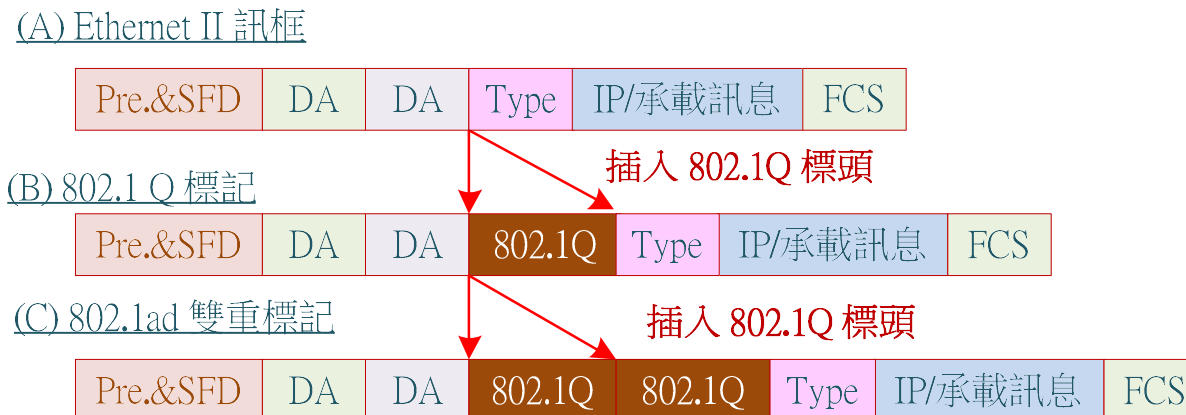 (A) Ethernet II 訊框
Pre.&SFD DA DA Type IP/承載訊息 FCS
插入 802.1Q 標頭
(B) 802.1 Q 標記
Pre.&SFD DA DA 802.1Q Type IP/承載訊息 FCS
(C) 802.1ad 雙重標記
插入 802.1Q 標頭
Pre.&SFD DA DA 802.1Q 802.1Q Type IP/承載訊息 FCS